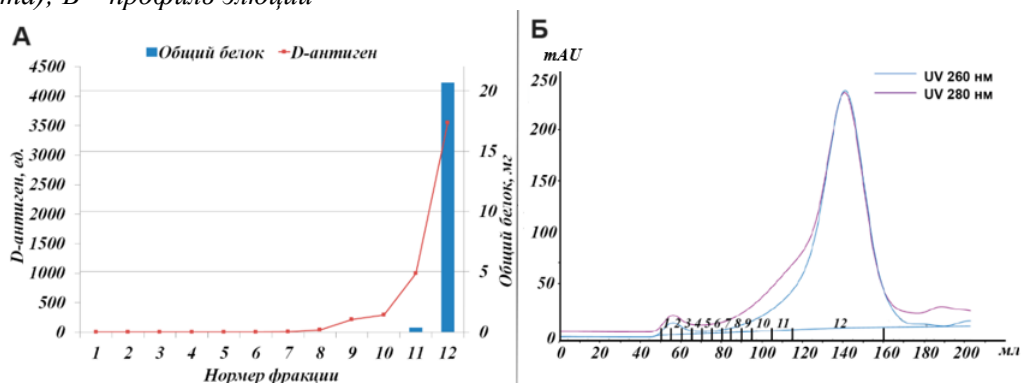 та); Б – профиль элюции
А
Общий белок D-антиген
4500
4000
3500
3000
2500
2000
1500
1000
500
0
D-антиген, ед.
20
15
10
5
0
Общий белок, мг
1 2 3 4 5 6 7 8 9 10 11 12
Нормер фракции
Б
mAU
UV 260 нм
UV 280 нм
250
200
150
100
50
0
1 2 3 4 5 6 7 8 9 10 11 12
0 20 40 60 80 100 120 140 160 180 200 мл